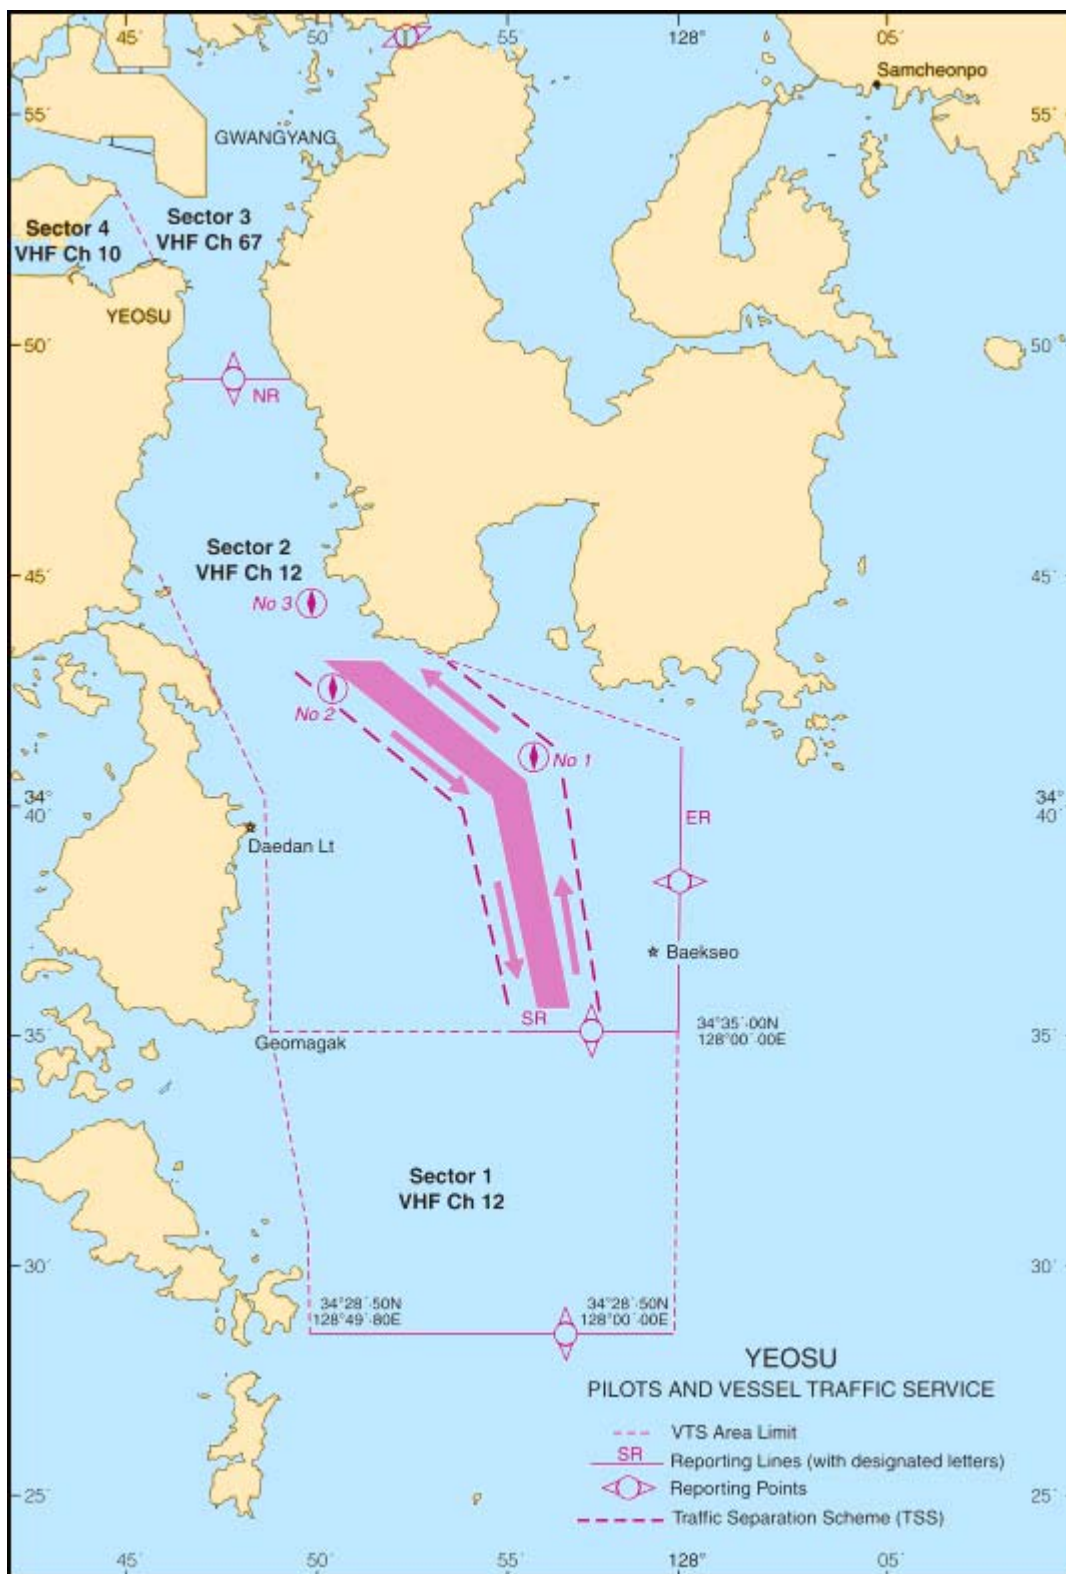 45´
50´
55´
128°
05´
Samcheonpo
55´
55´
GWANGYANG
Sector 4
VHF Ch 10
Sector 3
VHF Ch 67
YEOSU
50´
50´
NR
Sector 2
VHF Ch 12
45´
45´
No 3
No 2
No 1
34°
40´
34°
40´
ER
Daedan Lt
Baekseo
SR
35´
Geomagak
34°35´·00N
128°00´·00E
35´
Sector 1
VHF Ch 12
30´
30´
34°28´·50N
128°49´·80E
34°28´·50N
128°00´·00E
YEOSU
PILOTS AND VESSEL TRAFFIC SERVICE
VTS Area Limit
SR
Reporting Lines (with designated letters)
Reporting Points
Traffic Separation Scheme (TSS)
25´
25´
45´
50´
55´
128°
05´